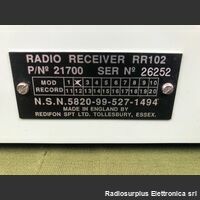 RADIO RECEIVER RR102
P/Nº 21700 SER Nº 26252
MOD 1 2 3 4 5 6 7 8 9 10
RECORD 11 12 13 14 15 16 17 18 19 20
N.S.N.5820-99-527-1494
MADE IN ENGLAND BY
REDIFON SPT LTD. TOLLESBURY, ESSEX.
Radiosurplus Elettronica srl